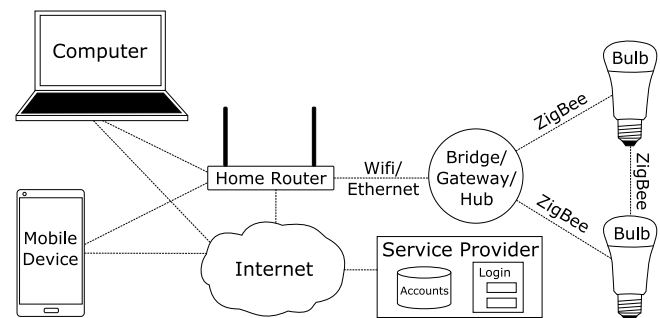 Computer
Bulb
ZigBee
Wifi/
Ethernet
Bridge/
Gateway/
Hub
Home Router
ZigBee
ZigBee
Mobile
Device
Internet
Service Provider
Accounts
Login
Bulb